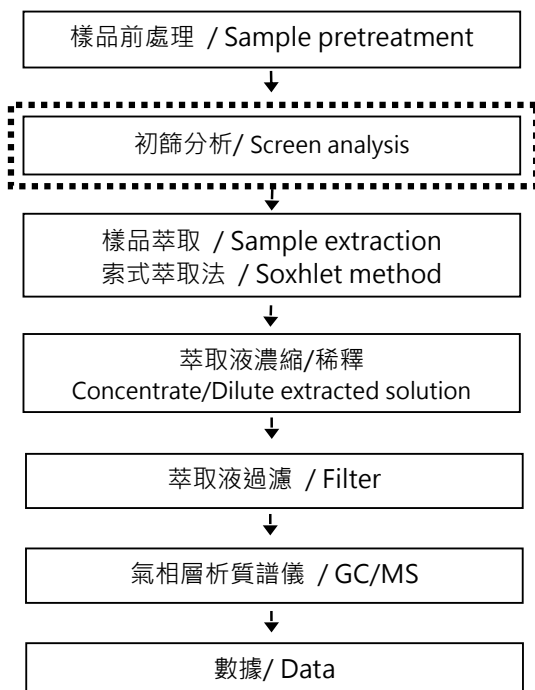 樣品前處理 / Sample pretreatment
初篩分析/ Screen analysis
樣品萃取 / Sample extraction
索式萃取法 / Soxhlet method
萃取液濃縮/稀釋
Concentrate/Dilute extracted solution
萃取液過濾 / Filter
氣相層析質譜儀 / GC/MS
數據/ Data